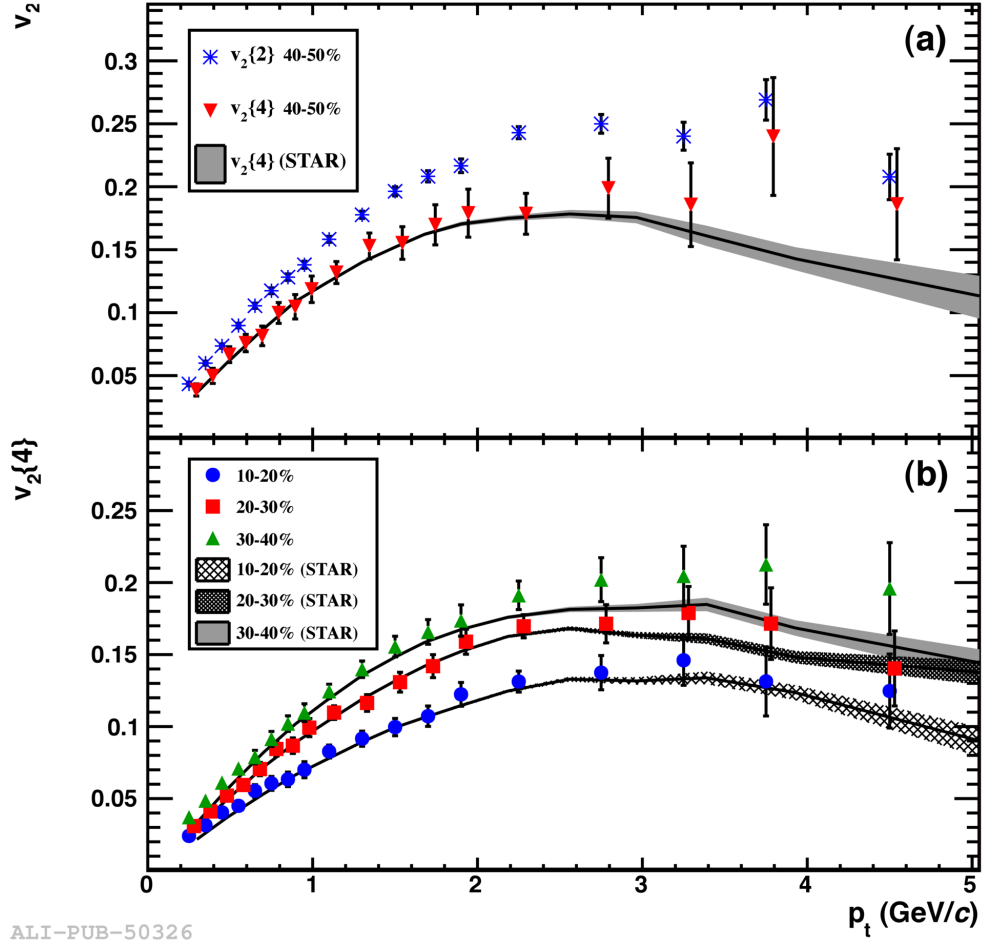 v₂
(a)
v₂{2} 40-50%
v₂{4} 40-50%
v₂{4} (STAR)
0.3
0.25
0.2
0.15
0.1
0.05
v₂{4}
(b)
10-20%
20-30%
30-40%
10-20% (STAR)
20-30% (STAR)
30-40% (STAR)
0.25
0.2
0.15
0.1
0.05
0 1 2 3 4 5
pₜ (GeV/c)
ALI-PUB-50326